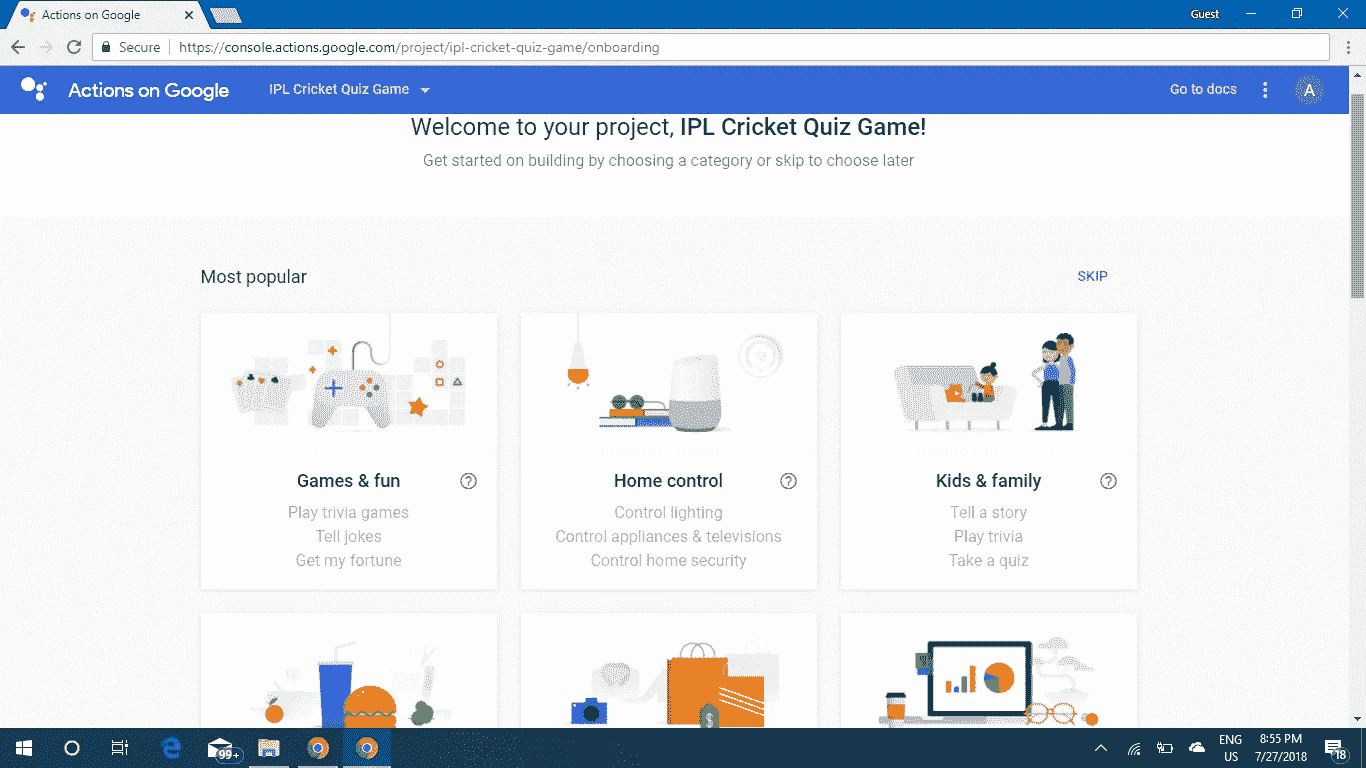 Actions on Google
Guest
Secure
https://console.actions.google.com/project/ipl-cricket-quiz-game/onboarding
Actions on Google
IPL Cricket Quiz Game
Go to docs
A
Welcome to your project, IPL Cricket Quiz Game!
Get started on building by choosing a category or skip to choose later
Most popular
SKIP
72
Games & fun
?
Play trivia games
Tell jokes
Get my fortune
Home control
?
Control lighting
Control appliances & televisions
Control home security
Kids & family
?
Tell a story
Play trivia
Take a quiz
$
99+
ENG
US
8:55 PM
7/27/2018
18